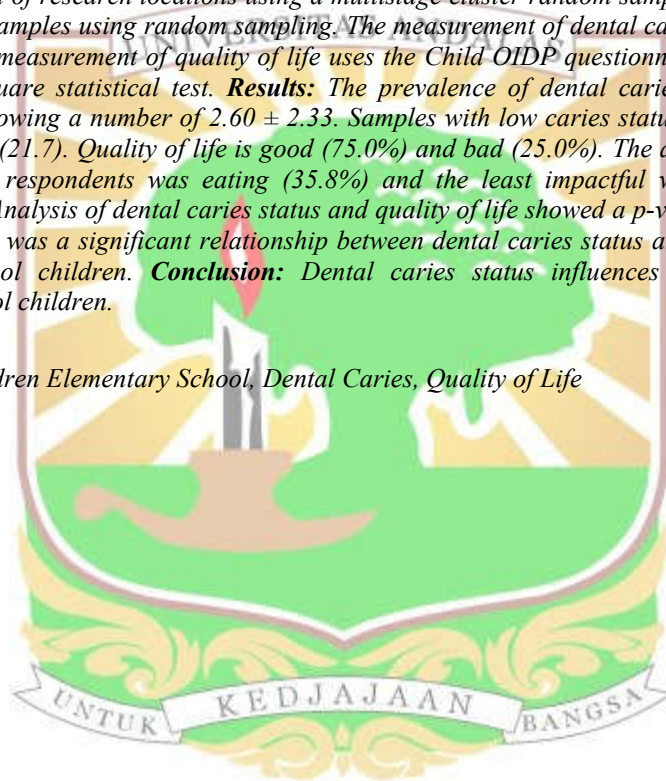 of research locations using a multistage cluster random samp
amples using random sampling. The measurement of dental ca
measurement of quality of life uses the Child OIDP questionn
uare statistical test. Results: The prevalence of dental carie
owing a number of 2.60 ± 2.33. Samples with low caries statu
(21.7). Quality of life is good (75.0%) and bad (25.0%). The a
respondents was eating (35.8%) and the least impactful
Analysis of dental caries status and quality of life showed a p-v
was a significant relationship between dental caries status a
ol children. Conclusion: Dental caries status influences
ol children.
dren Elementary School, Dental Caries, Quality of Life
UNIVERSITAS ANDALAS
UNTUK KEDJAJAAN BANGSA